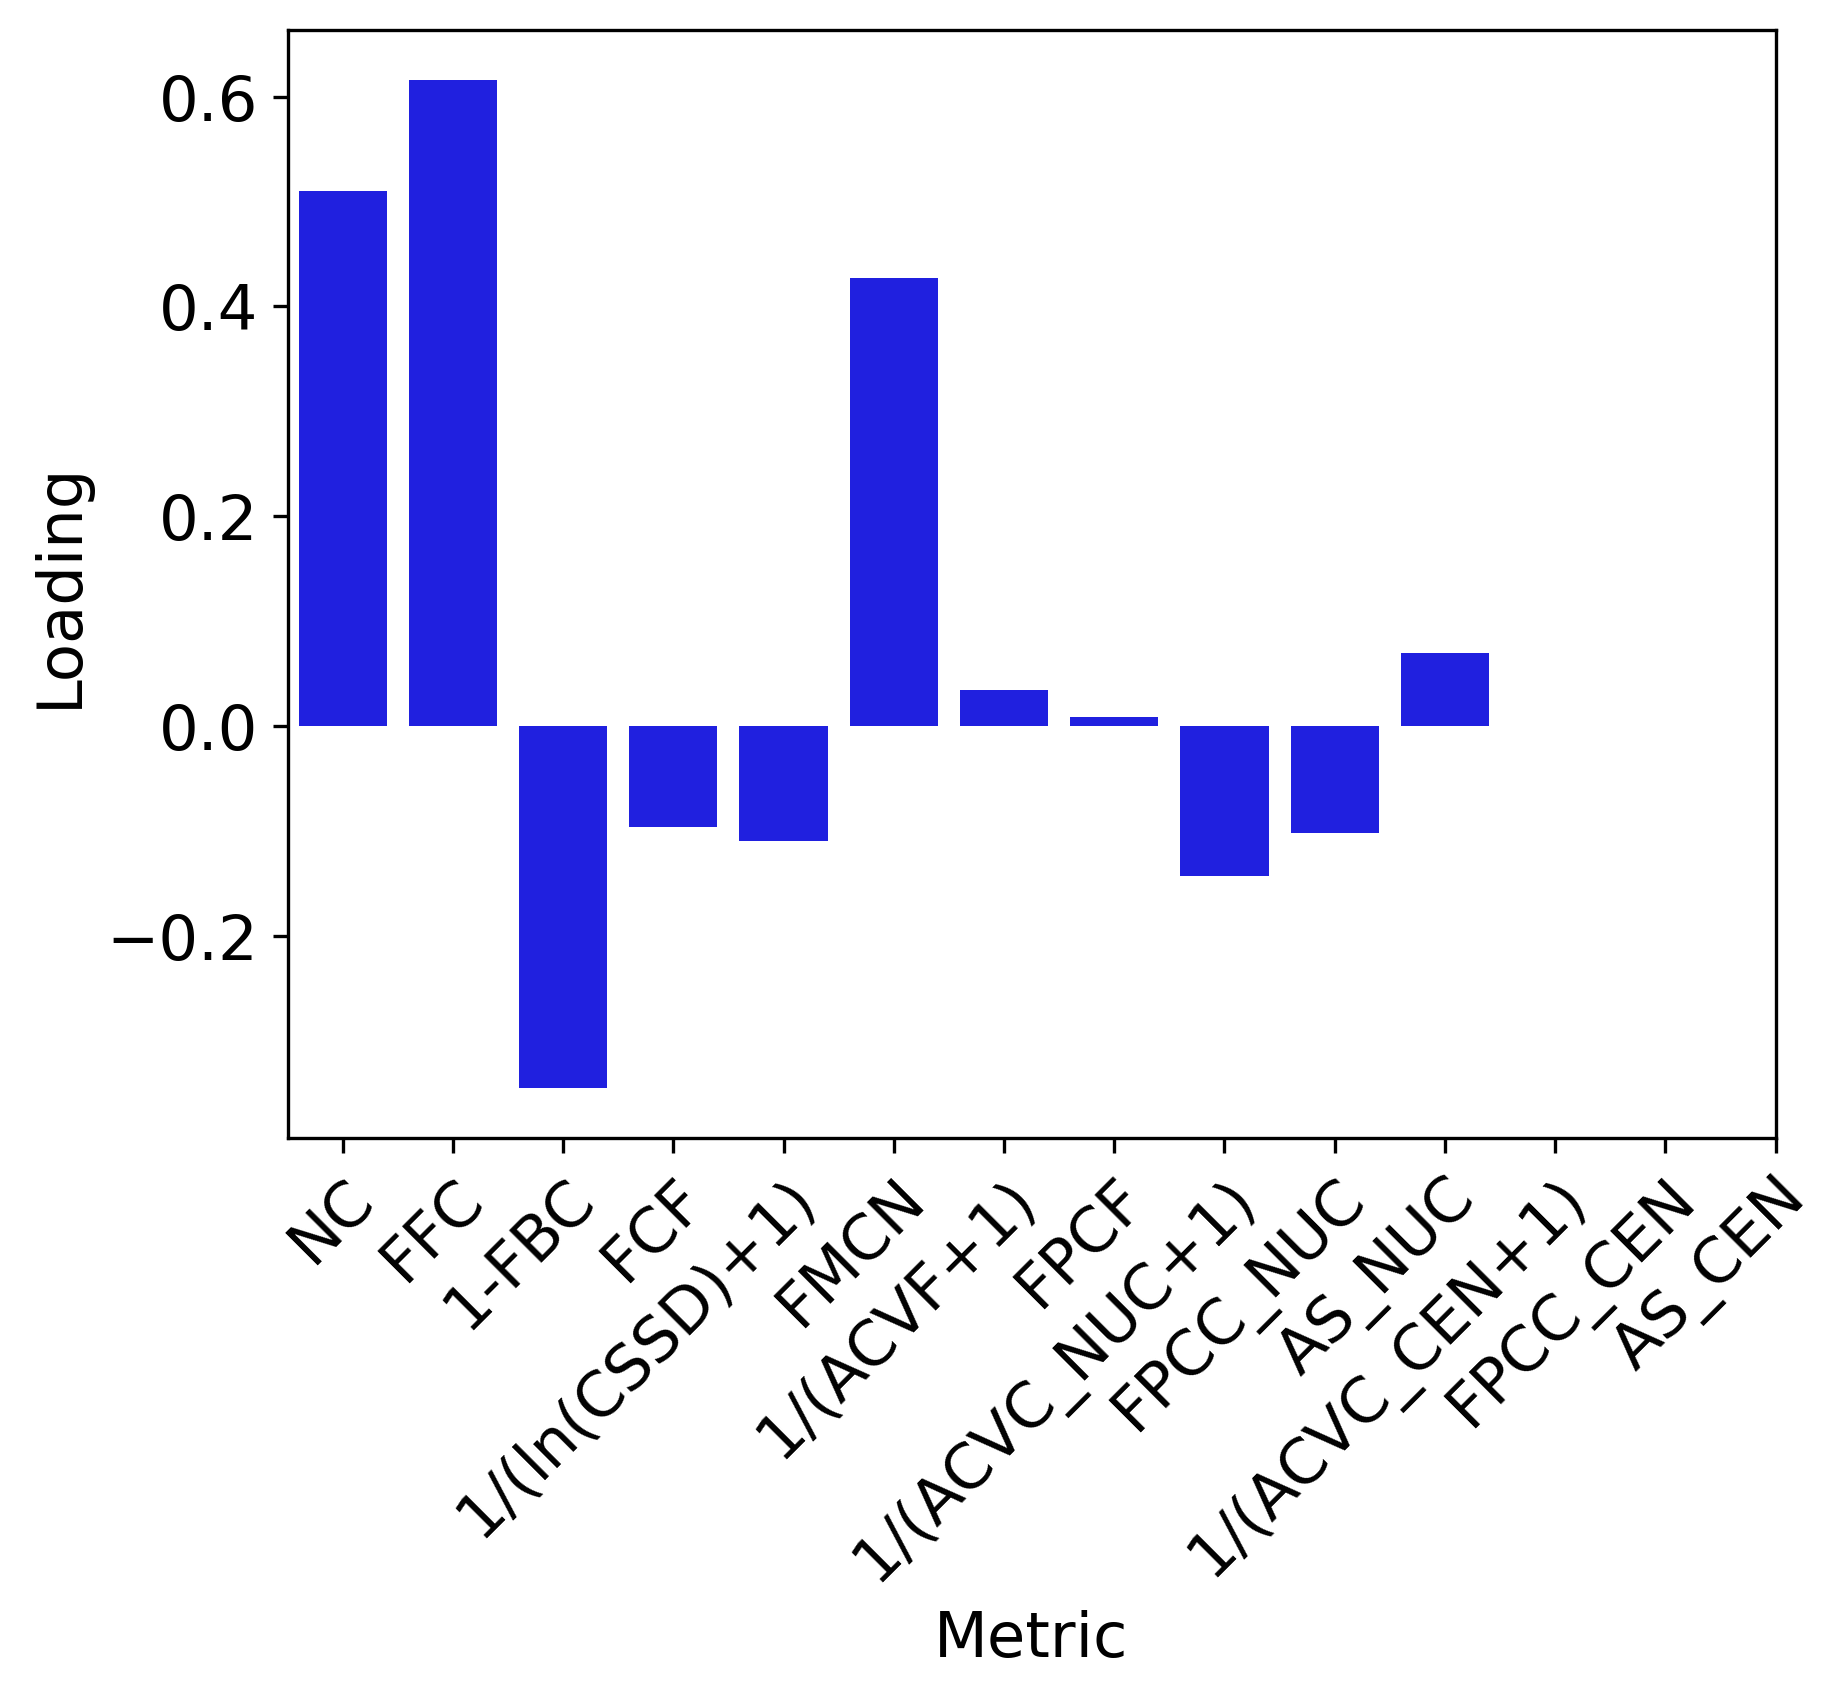 0.6
0.4
0.2
0.0
−0.2
Loading
NC
FFC
1-FBC
FCF
1/(ln(CSSD)+1)
FMCN
1/(ACVF+1)
FPCF
1/(ACVC_NUC+1)
FPCC_NUC
AS_NUC
1/(ACVC_CEN+1)
FPCC_CEN
AS_CEN
Metric